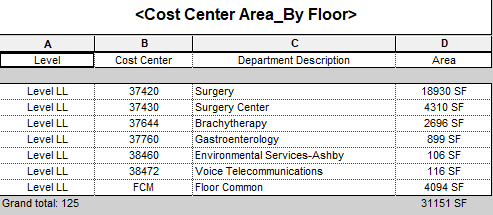 <Cost Center Area_By Floor>
A B C D
Level Cost Center Department Description Area
Level LL 37420 Surgery 18930 SF
Level LL 37430 Surgery Center 4310 SF
Level LL 37644 Brachytherapy 2696 SF
Level LL 37760 Gastroenterology 899 SF
Level LL 38460 Environmental Services-Ashby 106 SF
Level LL 38472 Voice Telecommunications 116 SF
Level LL FCM Floor Common 4094 SF
Grand total: 125 31151 SF